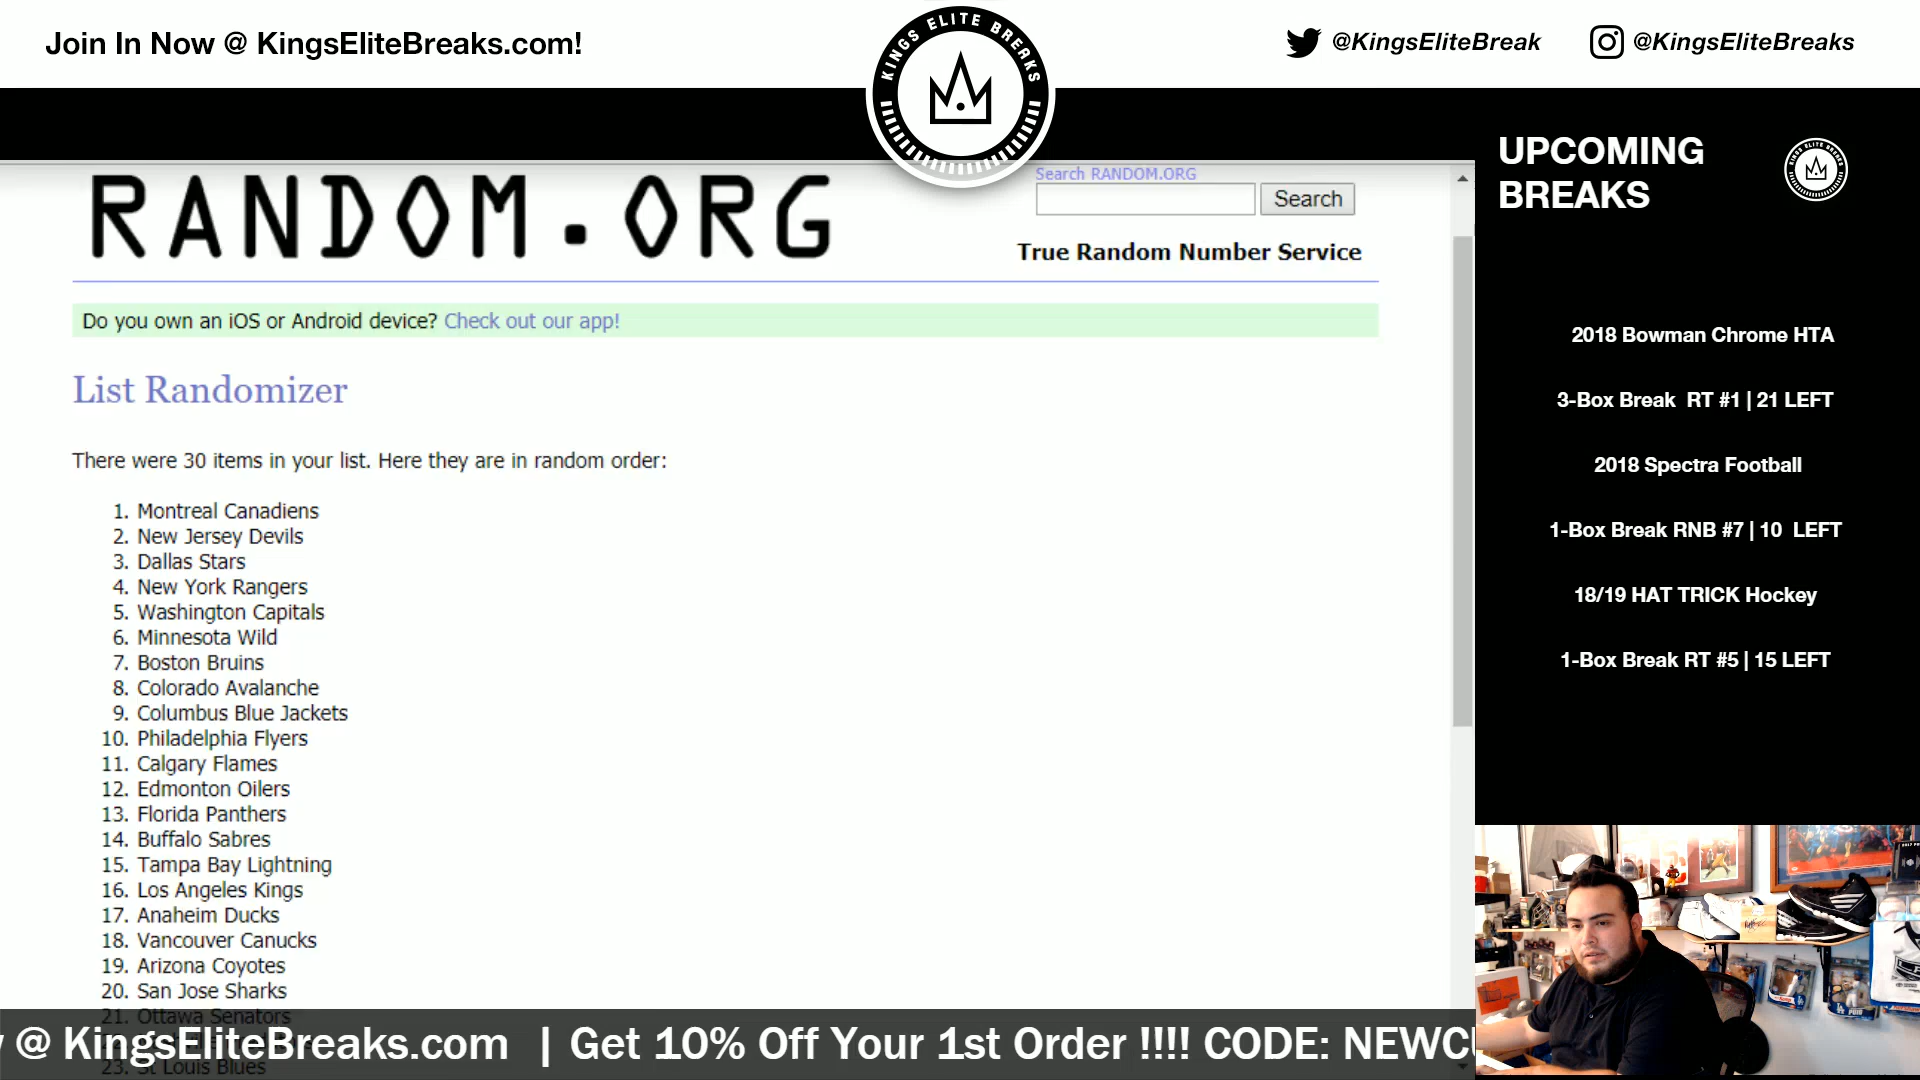 Join In Now @ KingsEliteBreaks.com!
KINGS ELITE BREAKS
@KingsEliteBreak
@KingsEliteBreaks
RANDOM.ORG
Search RANDOM.ORG
Search
True Random Number Service
Do you own an iOS or Android device? Check out our app!
List Randomizer
There were 30 items in your list. Here they are in random order:
1. Montreal Canadiens
2. New Jersey Devils
3. Dallas Stars
4. New York Rangers
5. Washington Capitals
6. Minnesota Wild
7. Boston Bruins
8. Colorado Avalanche
9. Columbus Blue Jackets
10. Philadelphia Flyers
11. Calgary Flames
12. Edmonton Oilers
13. Florida Panthers
14. Buffalo Sabres
15. Tampa Bay Lightning
16. Los Angeles Kings
17. Anaheim Ducks
18. Vancouver Canucks
19. Arizona Coyotes
20. San Jose Sharks
21. Ottawa Senators
23. St Louis Blues
@ KingsEliteBreaks.com | Get 10% Off Your 1st Order !!!! CODE:
UPCOMING
BREAKS
KINGS ELITE BREAKS
2018 Bowman Chrome HTA
3-Box Break RT #1 | 21 LEFT
2018 Spectra Football
1-Box Break RNB #7 | 10 LEFT
18/19 HAT TRICK Hockey
1-Box Break RT #5 | 15 LEFT